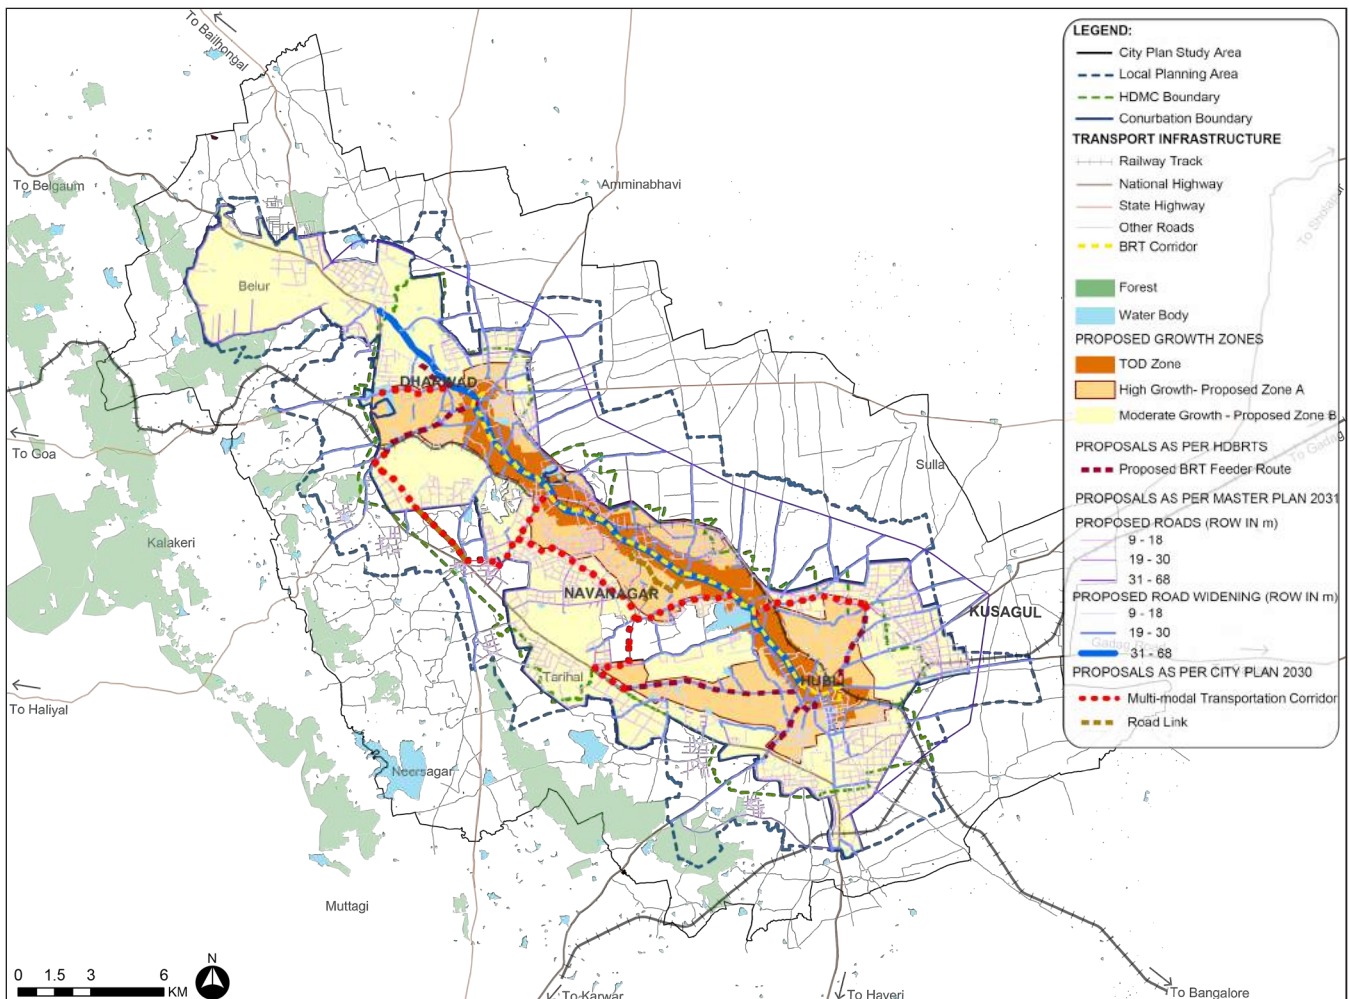 To Bailhongal
To Belgaum
Amminabhavi
Belur
DHARWAD
To Goa
Sulla
Kalakeri
NAVANAGAR
KUSAGUL
Tarihal
HUBLI
To Haliyal
Neersagar
Muttagi
To Karwar
To Haveri
To Bangalore
To Gadag
0 1.5 3 6
KM
N
LEGEND:
City Plan Study Area
Local Planning Area
HDMC Boundary
Conurbation Boundary
TRANSPORT INFRASTRUCTURE
Railway Track
National Highway
State Highway
Other Roads
BRT Corridor
Forest
Water Body
PROPOSED GROWTH ZONES
TOD Zone
High Growth- Proposed Zone A
Moderate Growth - Proposed Zone B
PROPOSALS AS PER HDBRTS
Proposed BRT Feeder Route
PROPOSALS AS PER MASTER PLAN 2031
PROPOSED ROADS (ROW IN m)
9 - 18
19 - 30
31 - 68
PROPOSED ROAD WIDENING (ROW IN m)
9 - 18
19 - 30
31 - 68
PROPOSALS AS PER CITY PLAN 2030
Multi-modal Transportation Corridor
Road Link